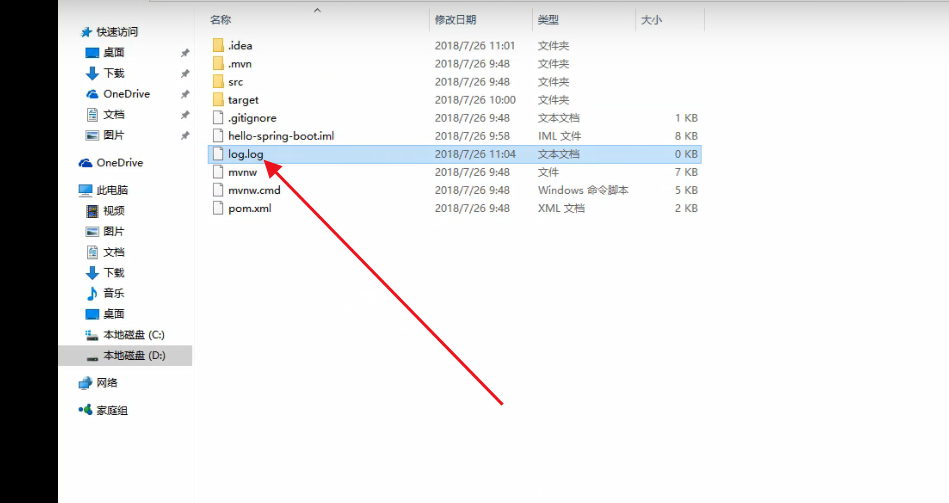 名称 修改日期 类型 大小
快速访问
桌面
下载
OneDrive
文档
图片
OneDrive
此电脑
视频
图片
文档
下载
音乐
桌面
本地磁盘 (C:)
本地磁盘 (D:)
网络
家庭组
.idea 2018/7/26 11:01 文件夹
.mvn 2018/7/26 9:48 文件夹
src 2018/7/26 9:48 文件夹
target 2018/7/26 10:00 文件夹
.gitignore 2018/7/26 9:48 文本文档 1 KB
hello-spring-boot.iml 2018/7/26 9:58 IML 文件 8 KB
log.log 2018/7/26 11:04 文本文档 0 KB
mvnw 2018/7/26 9:48 文件 7 KB
mvnw.cmd 2018/7/26 9:48 Windows 命令脚本 5 KB
pom.xml 2018/7/26 9:48 XML 文档 2 KB